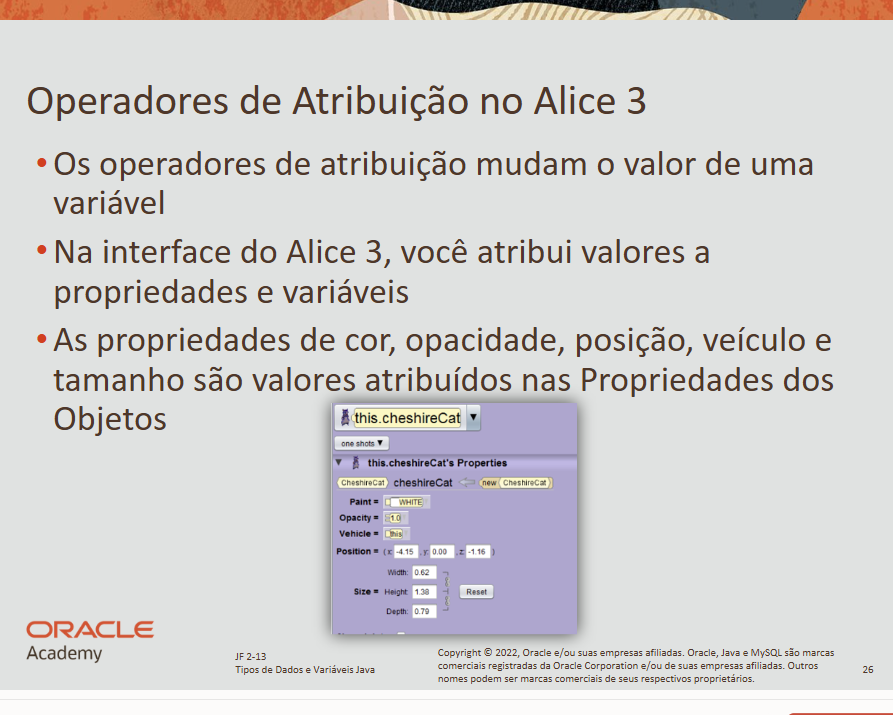 Operadores de Atribuição no Alice 3
•Os operadores de atribuição mudam o valor de uma
variável
•Na interface do Alice 3, você atribui valores a
propriedades e variáveis
•As propriedades de cor, opacidade, posição, veículo e
tamanho são valores atribuídos nas Propriedades dos
Objetos
this.cheshireCat
one shots
this.cheshireCat's Properties
CheshireCat cheshireCat new CheshireCat
Paint = WHITE
Opacity = 1.0
Vehicle = this
Position = (x: -4.15 , y: 0.00 , z: -1.16 )
Width: 0.62
Size = Height: 1.38 Reset
Depth: 0.79
ORACLE
Academy
JF 2-13
Tipos de Dados e Variáveis Java
Copyright © 2022, Oracle e/ou suas empresas afiliadas. Oracle, Java e MySQL são marcas
comerciais registradas da Oracle Corporation e/ou de suas empresas afiliadas. Outros
nomes podem ser marcas comerciais de seus respectivos proprietários.
26